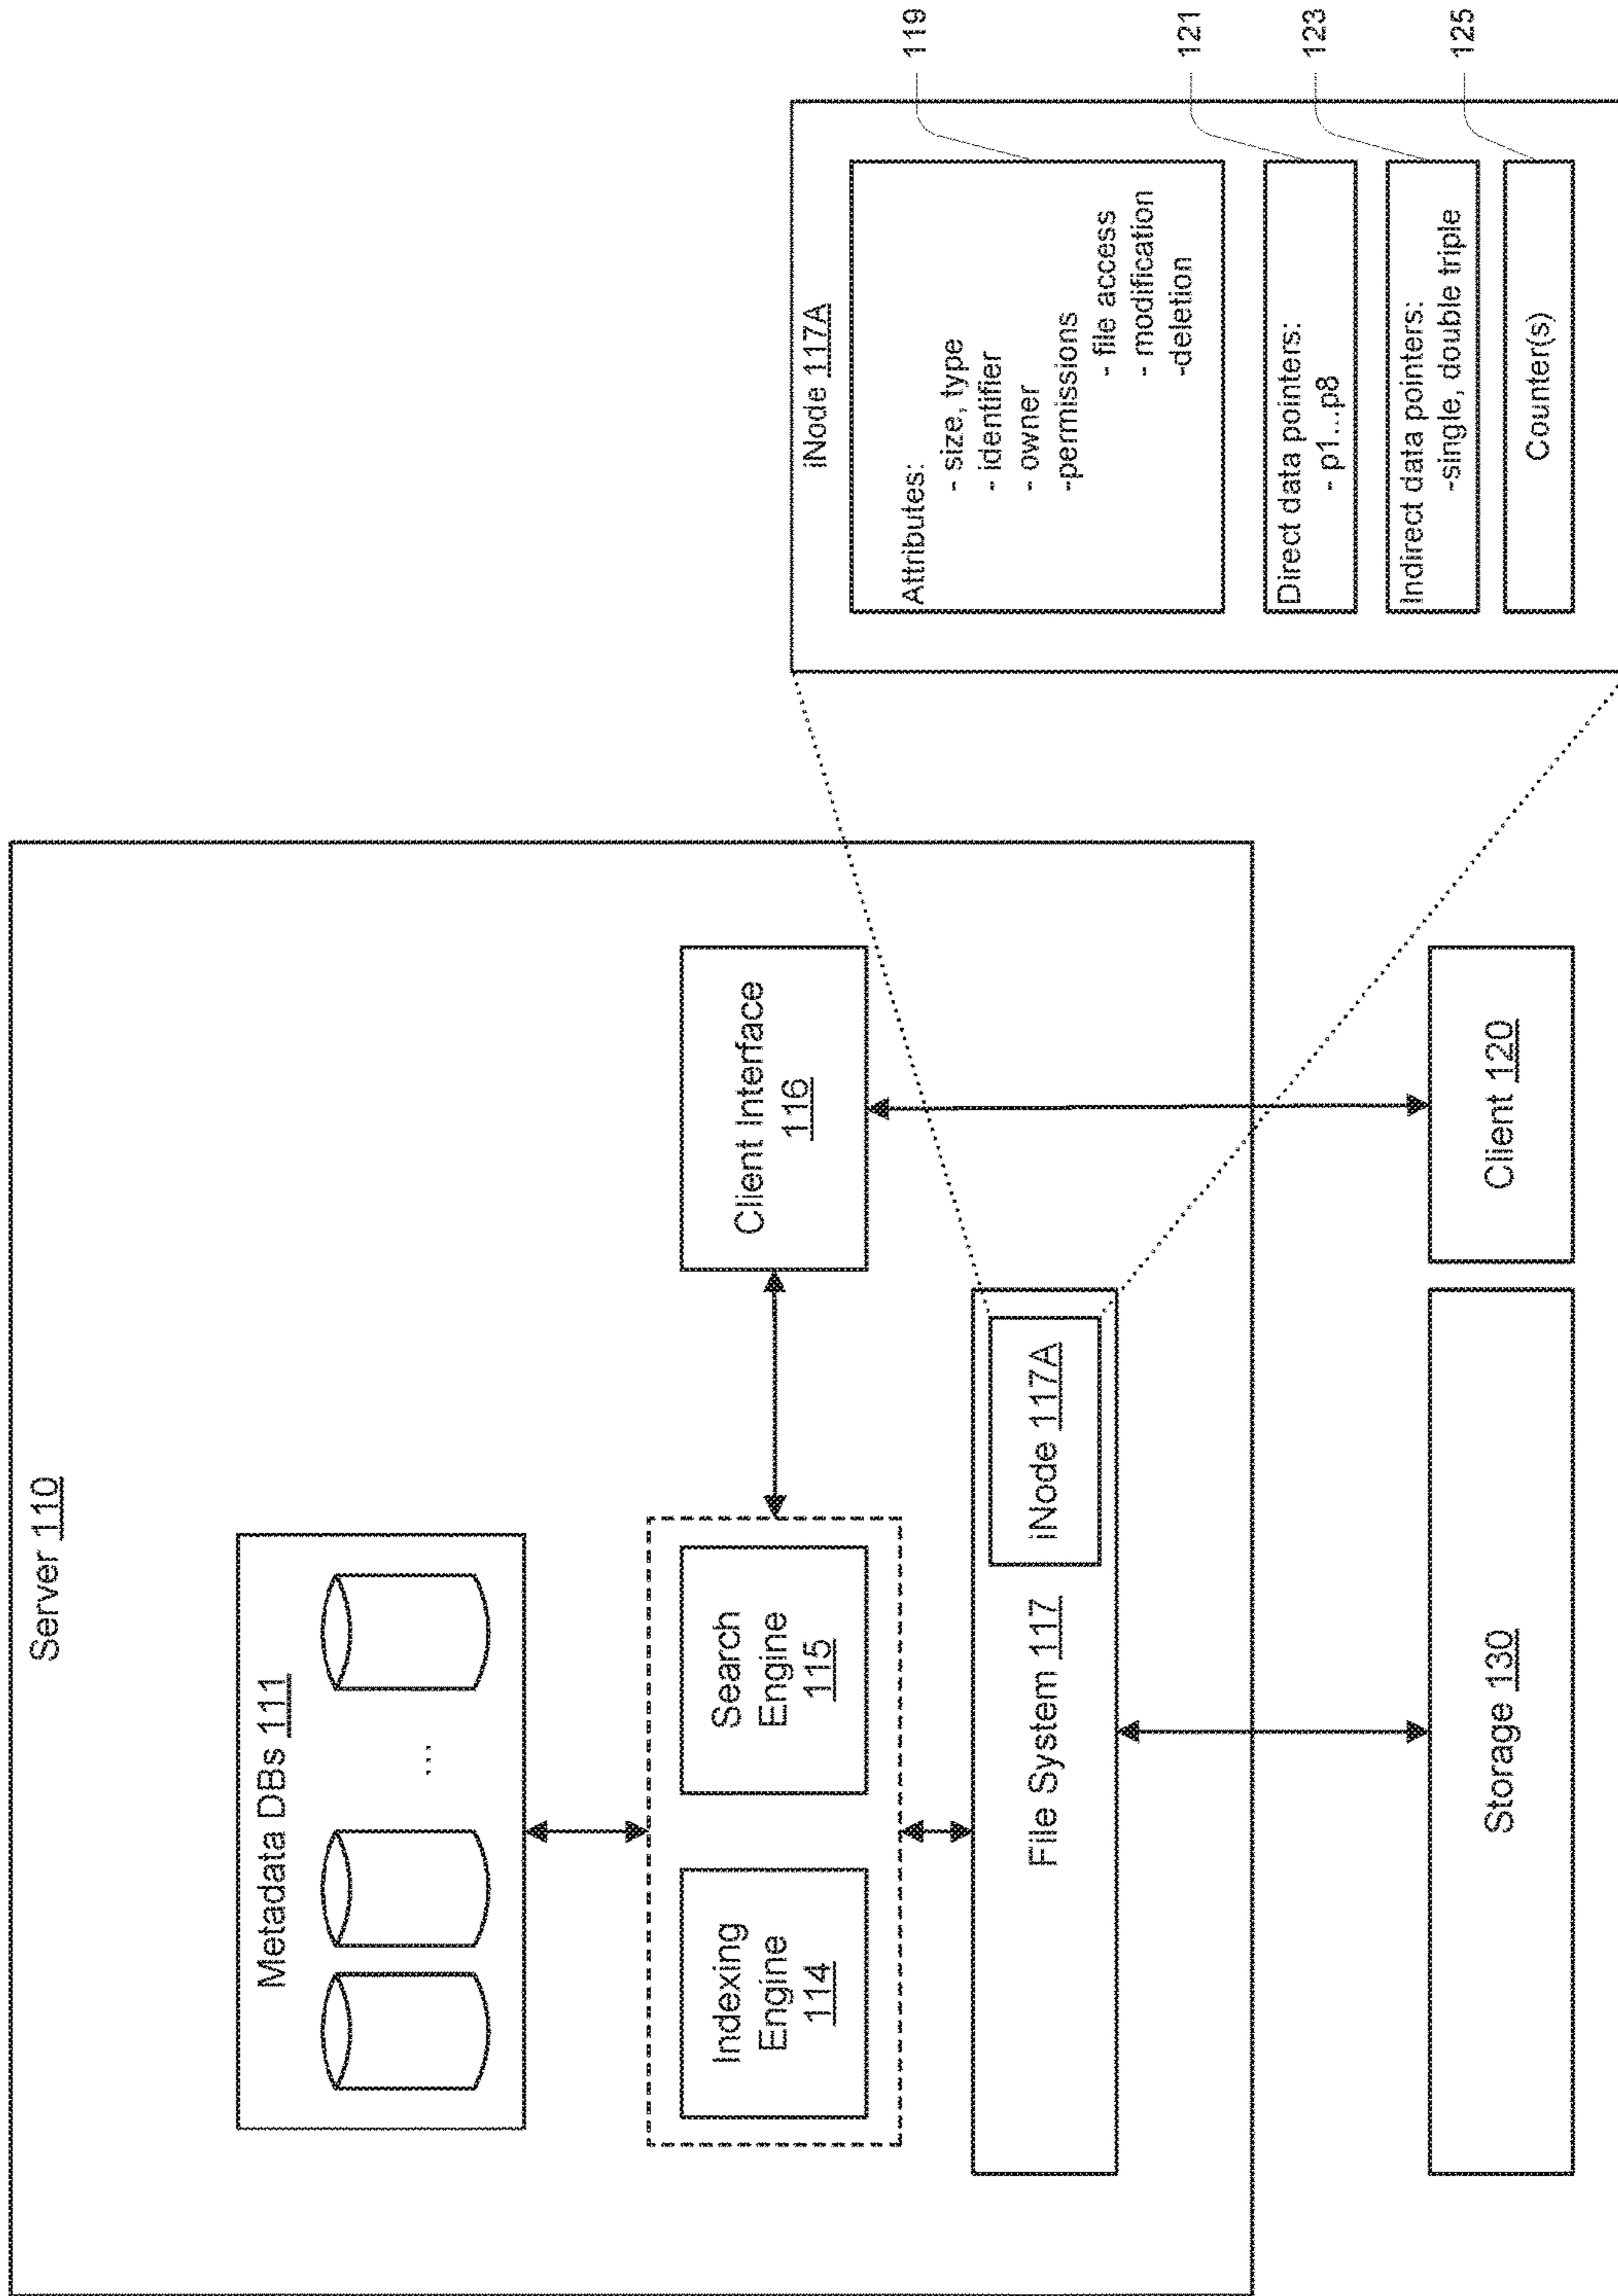 Server 110
Metadata DBs 111
...
Indexing
Engine
114
Search
Engine
115
Client Interface
116
File System 117
iNode 117A
Storage 130
Client 120
iNode 117A
Attributes:
- size, type
- identifier
- owner
-permissions
- file access
- modification
-deletion
119
Direct data pointers:
- p1...p8
121
Indirect data pointers:
-single, double triple
123
Counter(s)
125